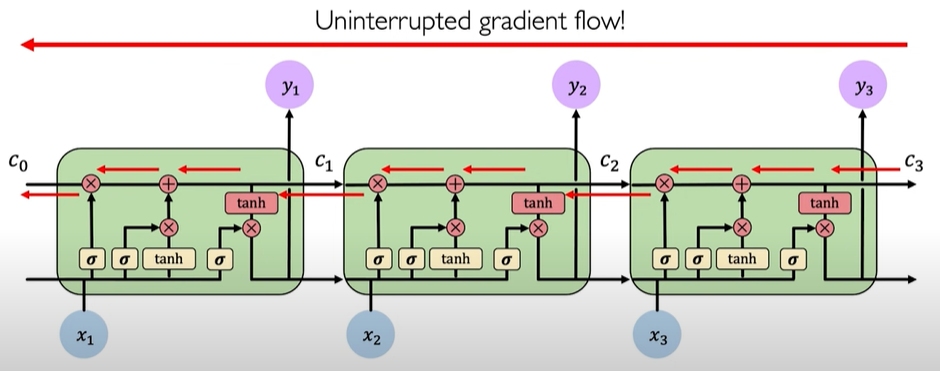 Uninterrupted gradient flow!
y₁ y₂ y₃
c₀ c₁ c₂ c₃
tanh tanh tanh
σ σ tanh σ σ σ tanh σ σ σ tanh σ
x₁ x₂ x₃